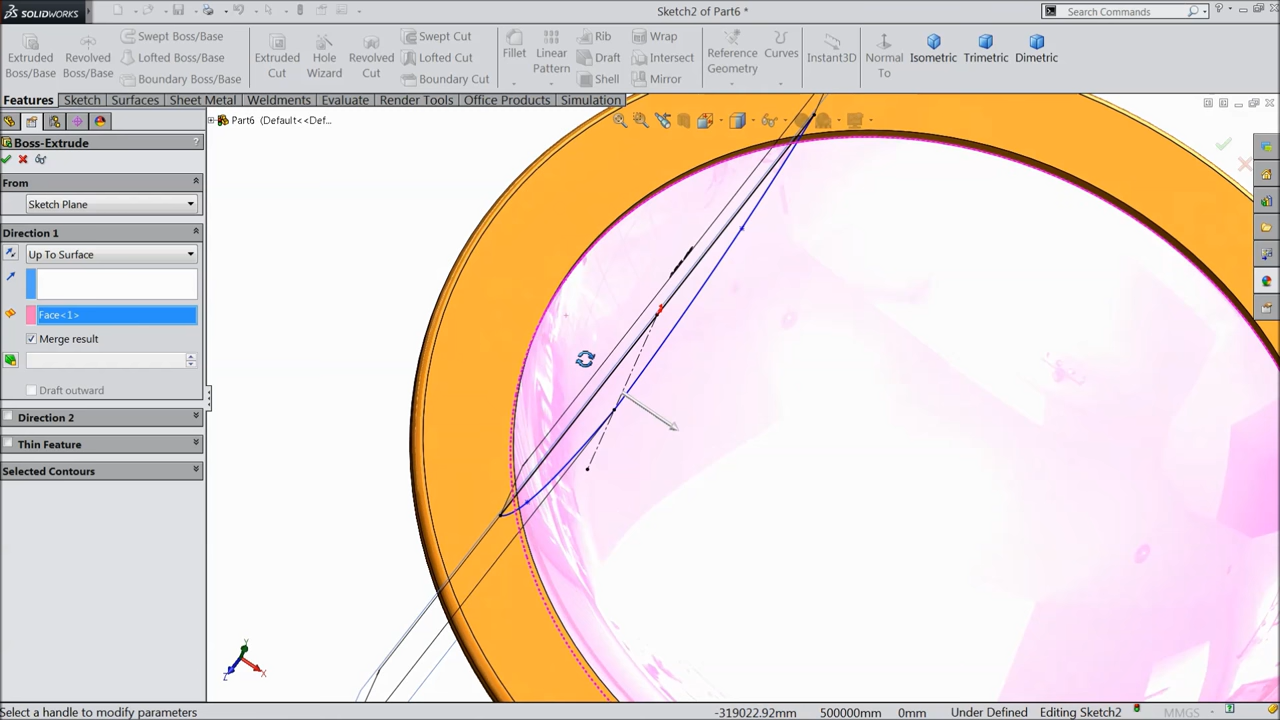 SOLIDWORKS
Sketch2 of Part6 *
Search Commands
?
Extruded Boss/Base
Revolved Boss/Base
Swept Boss/Base
Lofted Boss/Base
Boundary Boss/Base
Extruded Cut
Hole Wizard
Revolved Cut
Swept Cut
Lofted Cut
Boundary Cut
Fillet
Linear Pattern
Rib
Draft
Shell
Wrap
Intersect
Mirror
Reference Geometry
Curves
Instant3D
Normal To
Isometric
Trimetric
Dimetric
Features Sketch Surfaces Sheet Metal Weldments Evaluate Render Tools Office Products Simulation
Part6 (Default<<Def...
Boss-Extrude ?
From
Sketch Plane
Direction 1
Up To Surface
Face<1>
Merge result
Draft outward
Direction 2
Thin Feature
Selected Contours
Y
X
Z
Select a handle to modify parameters
-319022.92mm 500000mm 0mm Under Defined Editing Sketch2 MMGS ?